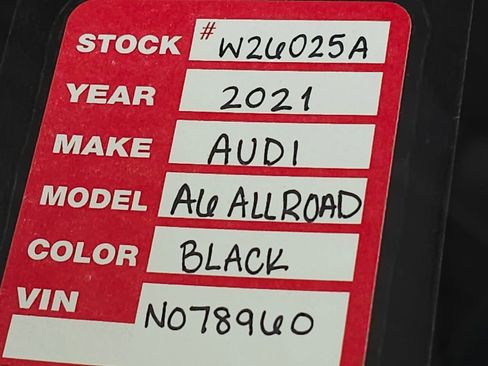 STOCK # W26025A
YEAR 2021
MAKE AUDI
MODEL A6 ALLROAD
COLOR BLACK
VIN N078960